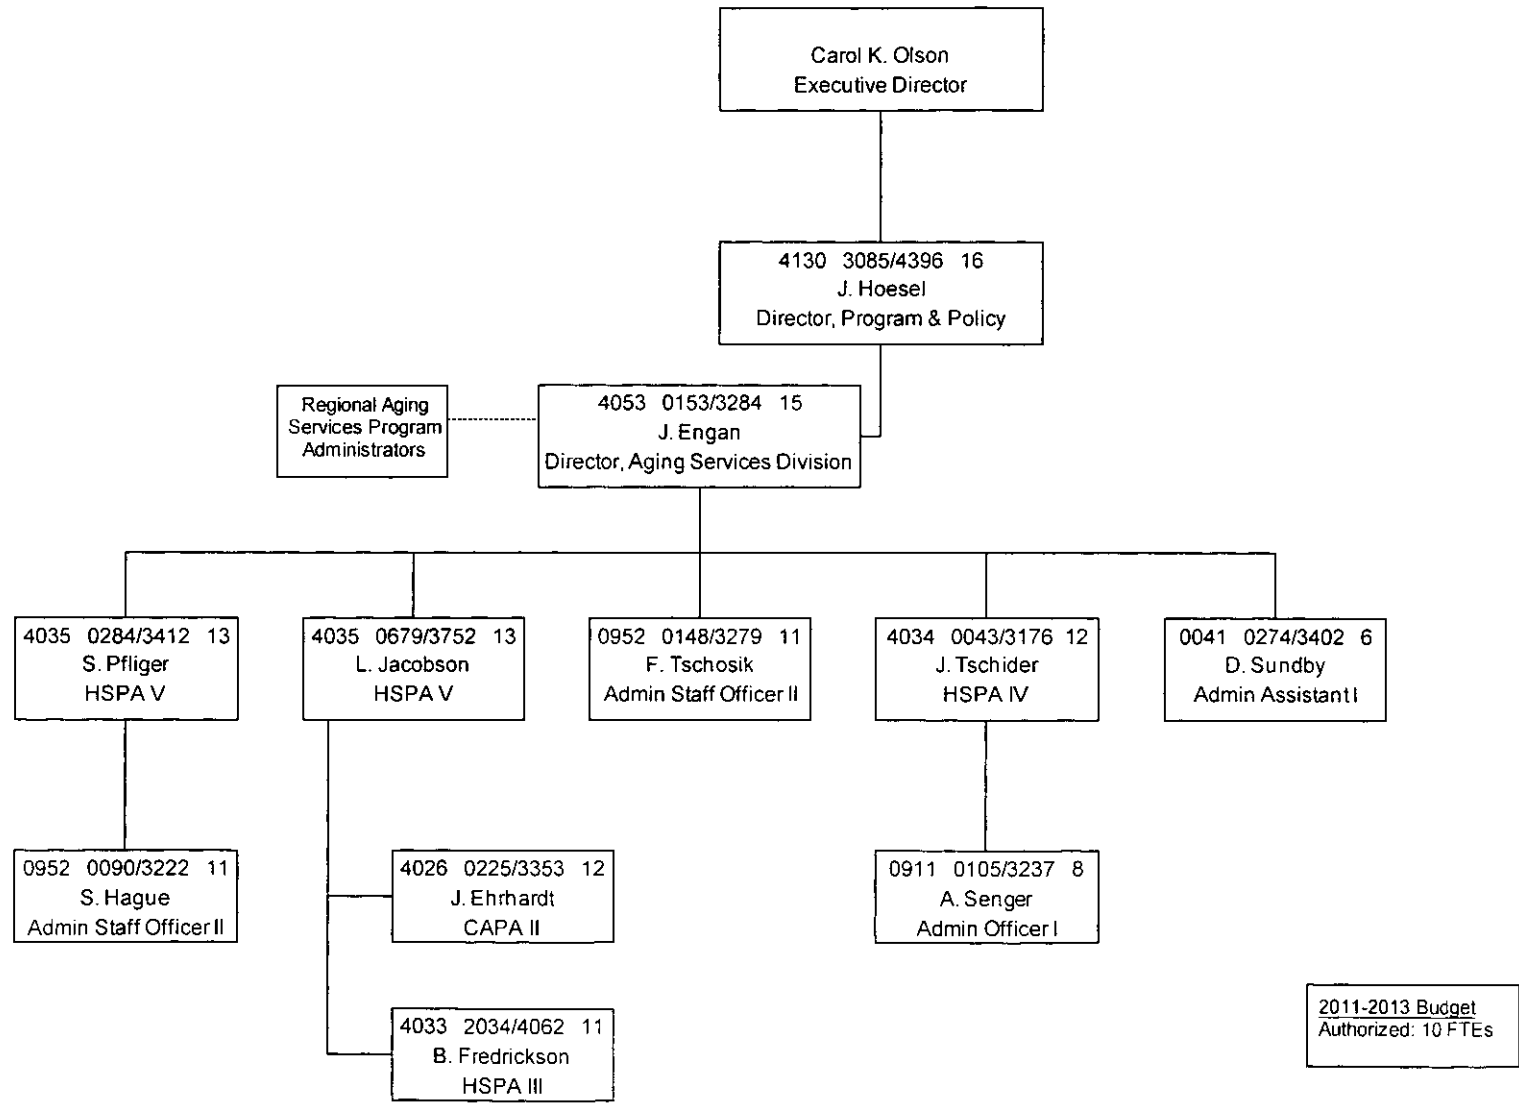 Carol K. Olson
Executive Director
4130 3085/4396 16
J. Hoesel
Director, Program & Policy
Regional Aging
Services Program
Administrators
4053 0153/3284 15
J. Engan
Director, Aging Services Division
4035 0284/3412 13
S. Pfliger
HSPA V
4035 0679/3752 13
L. Jacobson
HSPA V
0952 0148/3279 11
F. Tschosik
Admin Staff Officer II
4034 0043/3176 12
J. Tschider
HSPA IV
0041 0274/3402 6
D. Sundby
Admin Assistant I
0952 0090/3222 11
S. Hague
Admin Staff Officer II
4026 0225/3353 12
J. Ehrhardt
CAPA II
0911 0105/3237 8
A. Senger
Admin Officer I
4033 2034/4062 11
B. Fredrickson
HSPA III
2011-2013 Budget
Authorized: 10 FTEs